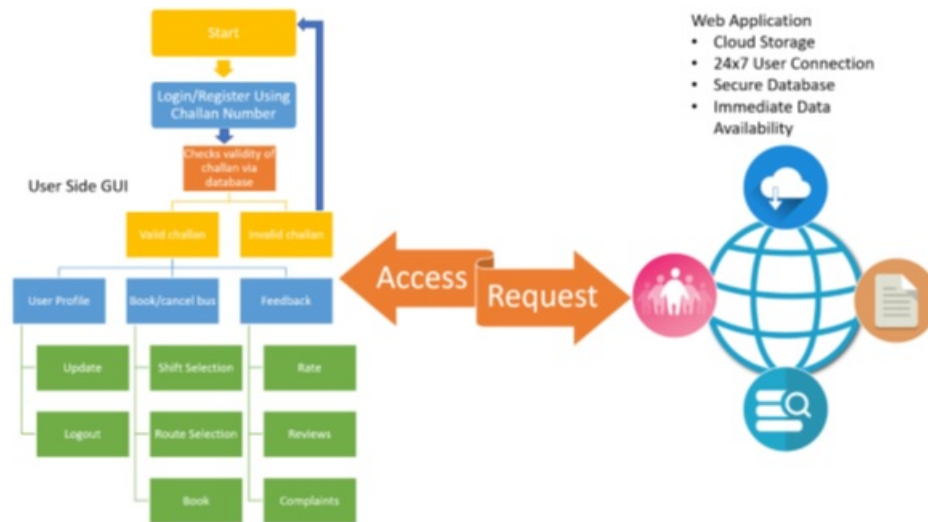 Start
Login/Register Using
Challan Number
Checks validity of
challan via
database
User Side GUI
Valid challan
Invalid challan
User Profile
Book/cancel bus
Feedback
Update
Shift Selection
Rate
Logout
Route Selection
Reviews
Book
Complaints
Access
Request
Web Application
• Cloud Storage
• 24x7 User Connection
• Secure Database
• Immediate Data
Availability